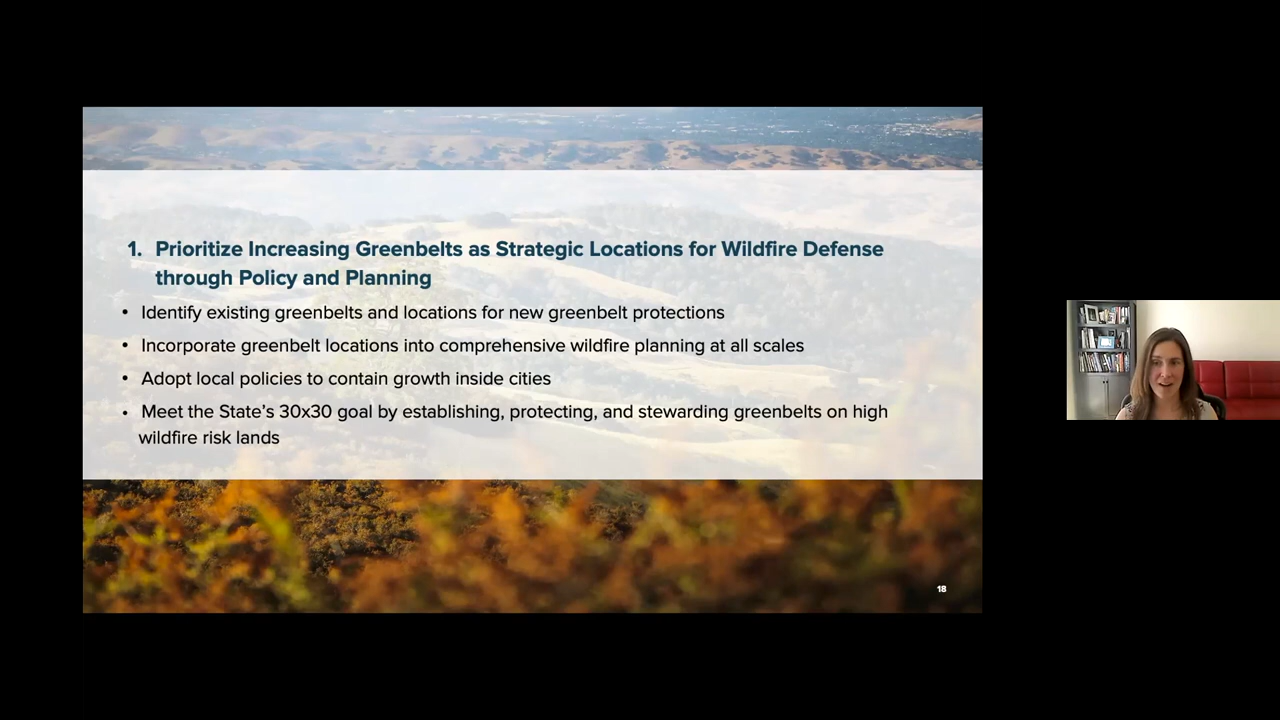 1. Prioritize Increasing Greenbelts as Strategic Locations for Wildfire Defense
through Policy and Planning
• Identify existing greenbelts and locations for new greenbelt protections
• Incorporate greenbelt locations into comprehensive wildfire planning at all scales
• Adopt local policies to contain growth inside cities
• Meet the State’s 30x30 goal by establishing, protecting, and stewarding greenbelts on high
wildfire risk lands
18